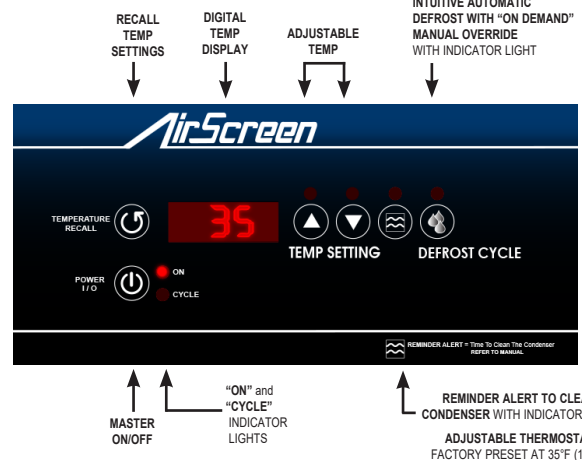 RECALL
TEMP
SETTINGS
DIGITAL
TEMP
DISPLAY
ADJUSTABLE
TEMP
INTUITIVE AUTOMATIC
DEFROST WITH "ON DEMAND"
MANUAL OVERRIDE
WITH INDICATOR LIGHT
AirScreen
TEMPERATURE
RECALL
35
TEMP SETTING
DEFROST CYCLE
POWER
I / O
ON
CYCLE
REMINDER ALERT = Time To Clean The Condenser
REFER TO MANUAL
MASTER
ON/OFF
"ON" and
"CYCLE"
INDICATOR
LIGHTS
REMINDER ALERT TO CLEA
CONDENSER WITH INDICATOR
ADJUSTABLE THERMOSTA
FACTORY PRESET AT 35°F (1